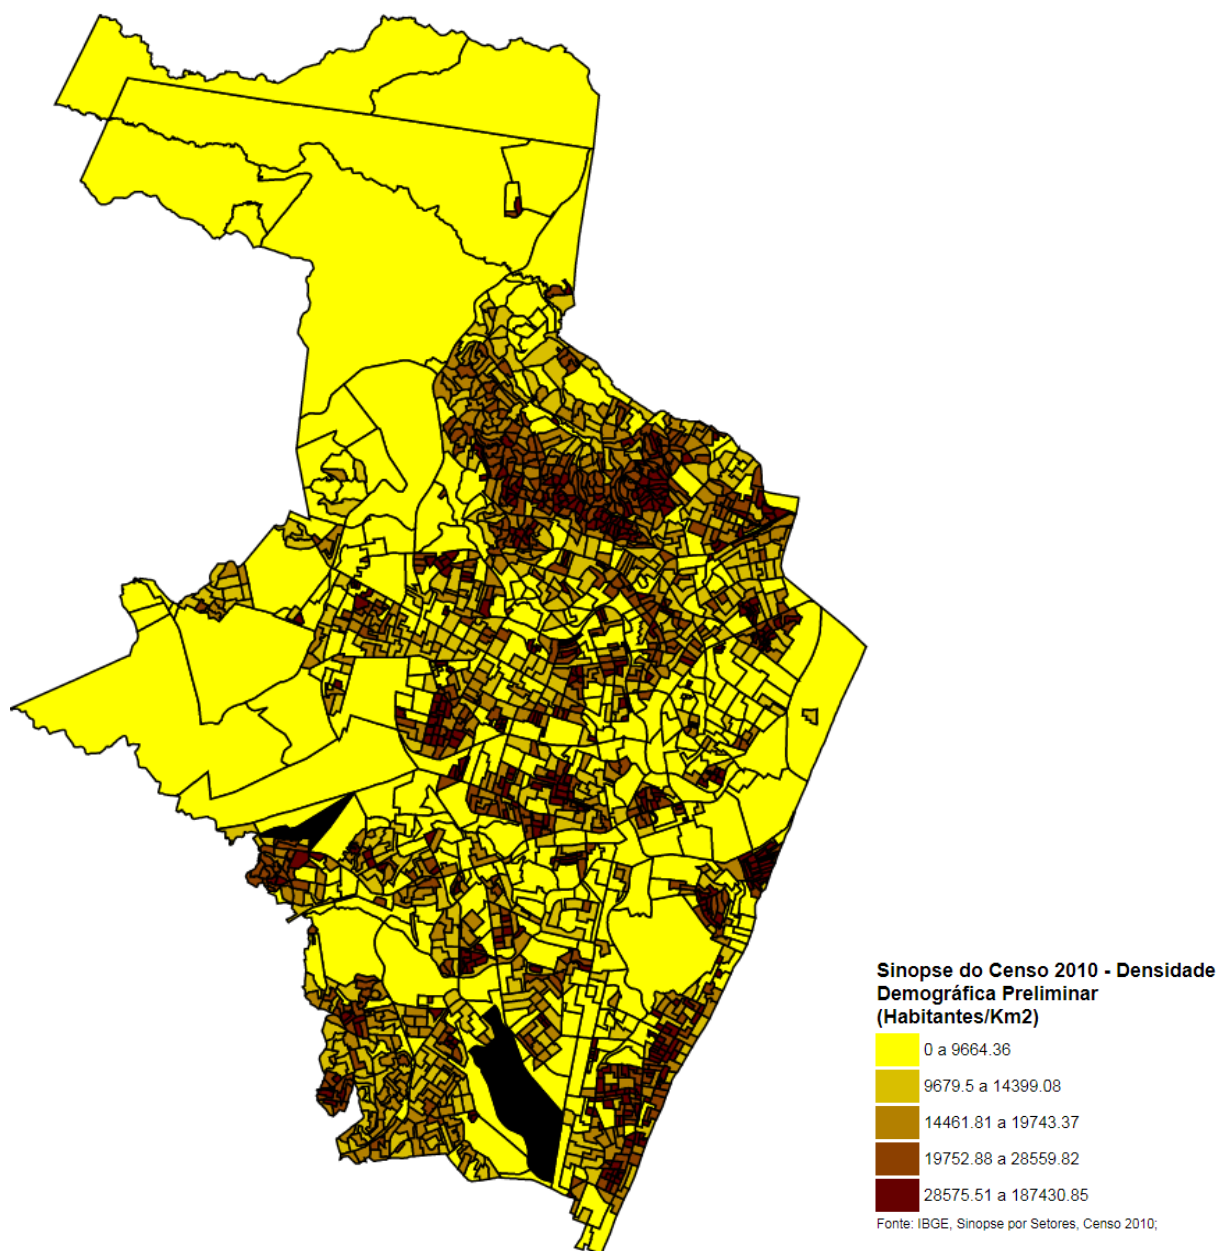 Sinopse do Censo 2010 - Densidade
Demográfica Preliminar
(Habitantes/Km2)
0 a 9664.36
9679.5 a 14399.08
14461.81 a 19743.37
19752.88 a 28559.82
28575.51 a 187430.85
Fonte: IBGE, Sinopse por Setores, Censo 2010;